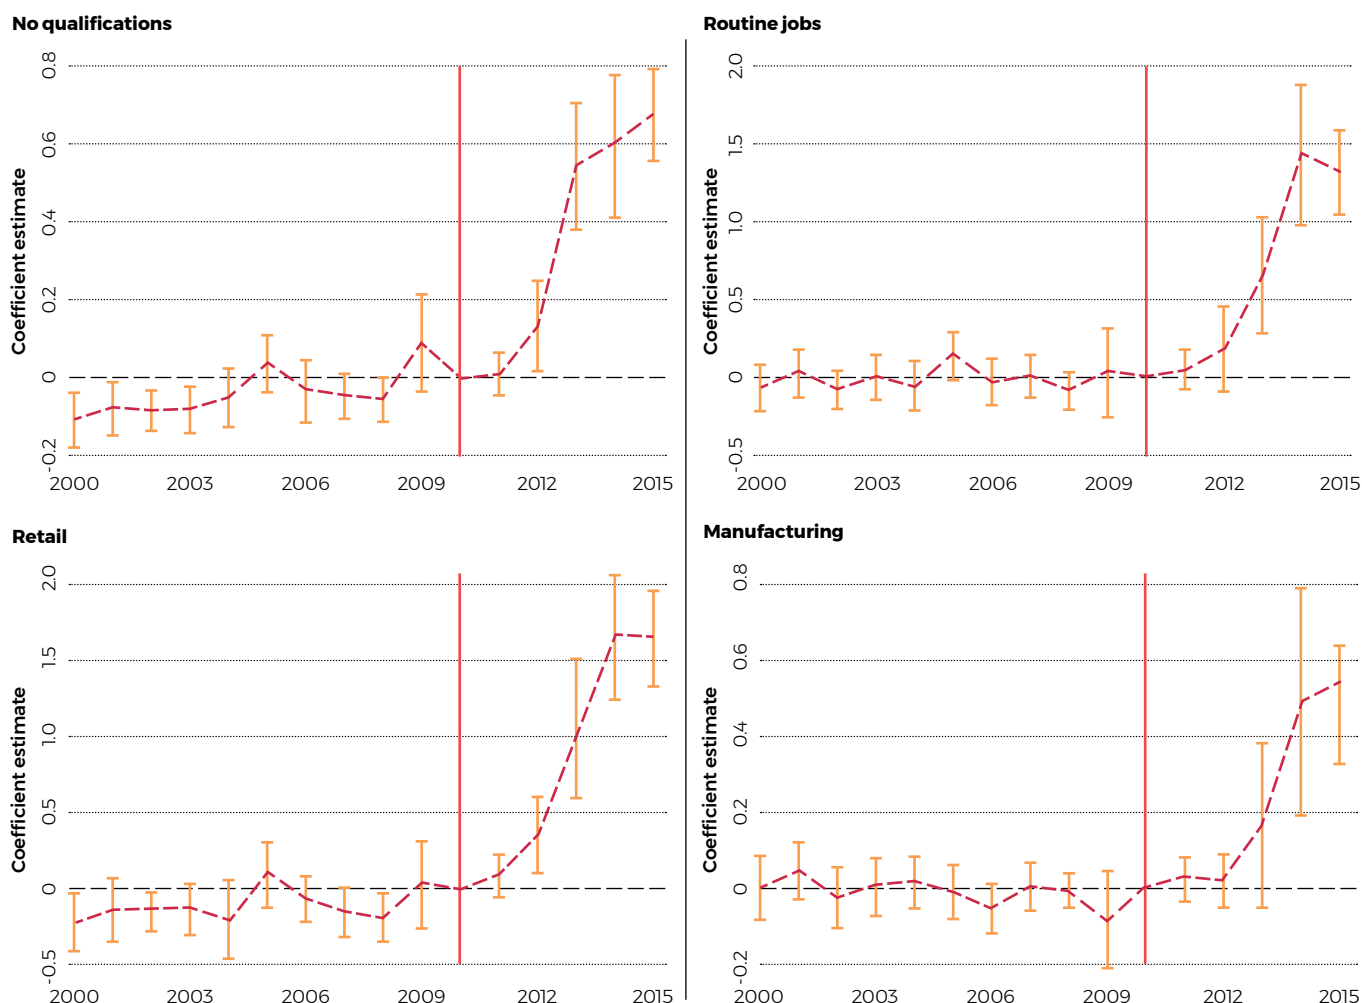 No qualifications
Coefficient estimate
0.8
0.6
0.4
0.2
0
-0.2
2000 2003 2006 2009 2012 2015
Routine jobs
Coefficient estimate
2.0
1.5
1.0
0.5
0
-0.5
2000 2003 2006 2009 2012 2015
Retail
Coefficient estimate
2.0
1.5
1.0
0.5
0
-0.5
2000 2003 2006 2009 2012 2015
Manufacturing
Coefficient estimate
0.8
0.6
0.4
0.2
0
-0.2
2000 2003 2006 2009 2012 2015